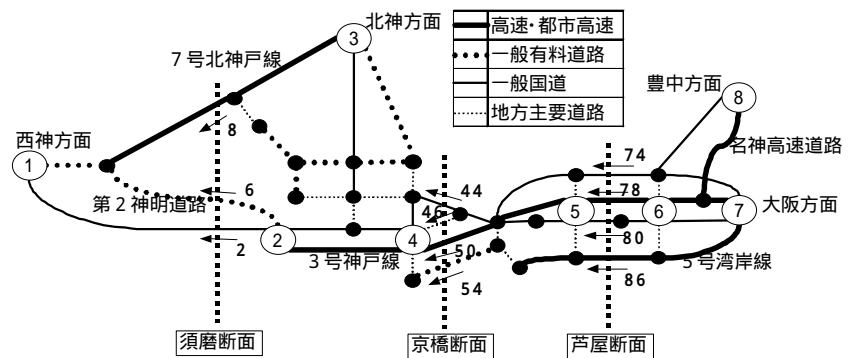 北神方面
3
高速・都市高速
一般有料道路
一般国道
地方主要道路
7号北神戸線
豊中方面
8
西神方面
1
8
74
名神高速道路
6
44
78
第2神明道路
46
5
6
7
大阪方面
2
2
4
50
80
3号神戸線
54
86
5号湾岸線
須磨断面
京橋断面
芦屋断面